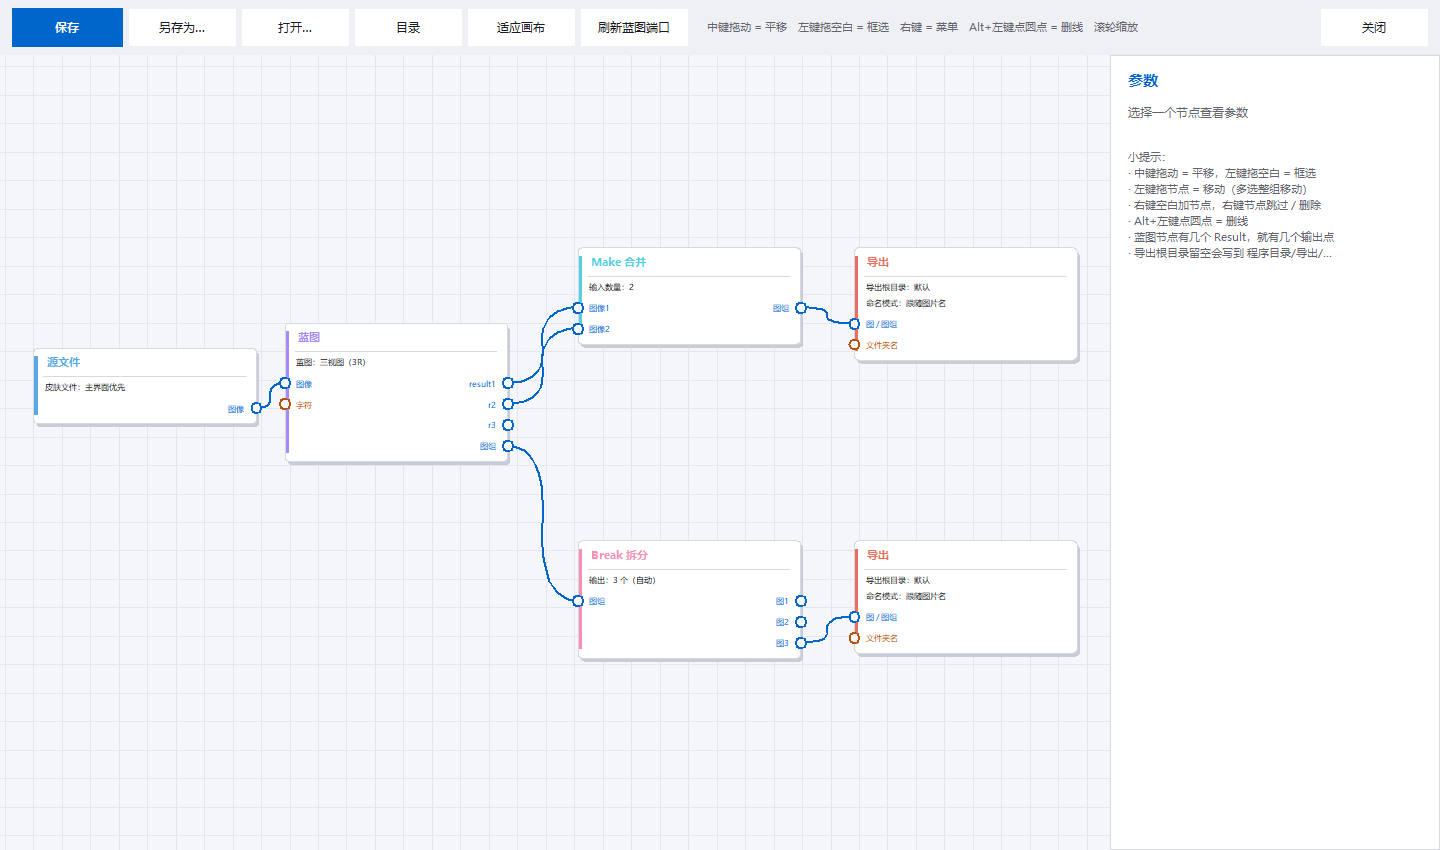 保存
另存为...
打开...
目录
适应画布
刷新蓝图端口
中键拖动 = 平移 左键拖空白 = 框选 右键 = 菜单 Alt+左键点圆点 = 删线 滚轮缩放
关闭
参数
选择一个节点查看参数
小提示：
· 中键拖动 = 平移，左键拖空白 = 框选
· 左键拖节点 = 移动（多选整组移动）
· 右键空白加节点，右键节点跳过 / 删除
· Alt+左键点圆点 = 删线
· 蓝图节点有几个 Result，就有几个输出点
· 导出根目录留空会写到 程序目录/导出/...
源文件
皮肤文件：主界面优先
图像
蓝图
蓝图：三视图（3R）
图像
字符
result1
r2
r3
图组
Make 合并
输入数量：2
图像1
图像2
图组
导出
导出根目录：默认
命名模式：跟随图片名
图 / 图组
文件夹名
Break 拆分
输出：3 个（自动）
图组
图1
图2
图3
导出
导出根目录：默认
命名模式：跟随图片名
图 / 图组
文件夹名